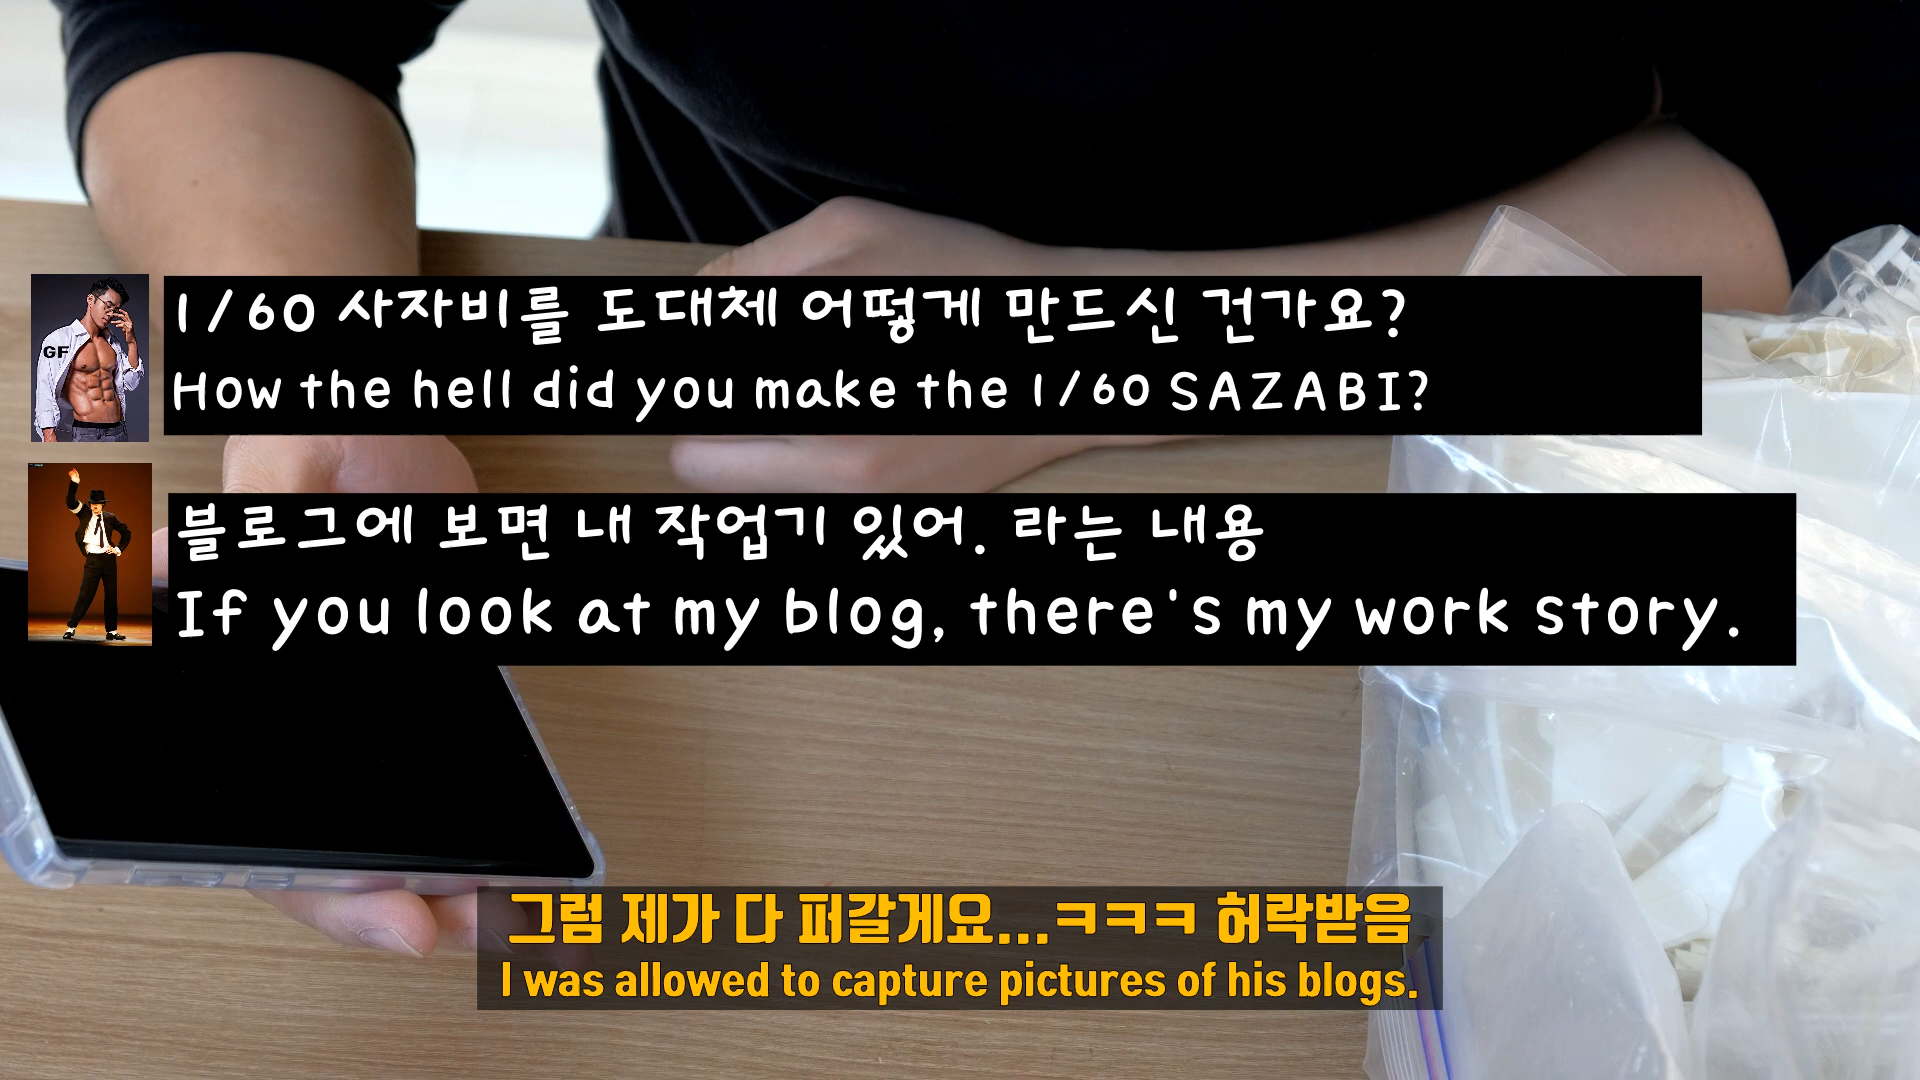 GF
1/60 사자비를 도대체 어떻게 만드신 건가요?
How the hell did you make the 1/60 SAZABI?
블로그에 보면 내 작업기 있어. 라는 내용
If you look at my blog, there's my work story.
그럼 제가 다 퍼갈게요...ㅋㅋㅋ 허락받음
I was allowed to capture pictures of his blogs.